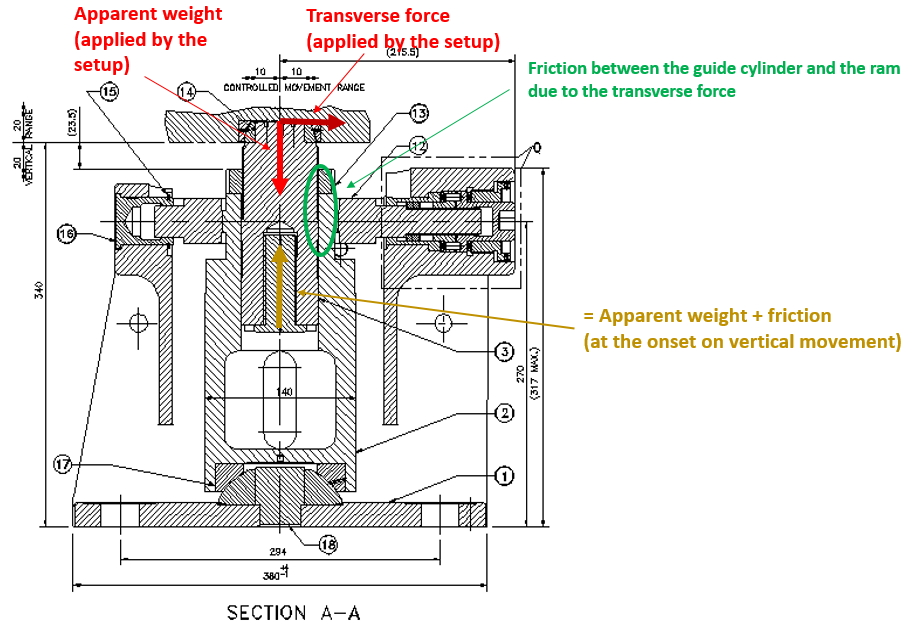 Apparent weight
(applied by the
setup)
Transverse force
(applied by the setup)
(215.5)
Friction between the guide cylinder and the ram
due to the transverse force
10
10
CONTROLLED MOVEMENT RANGE
15
14
13
12
Q
20
20
VERTICAL RANGE
(23.5)
16
340
= Apparent weight + friction
(at the onset on vertical movement)
3
270
(317 MAX.)
140
2
17
1
18
294
380
SECTION A-A